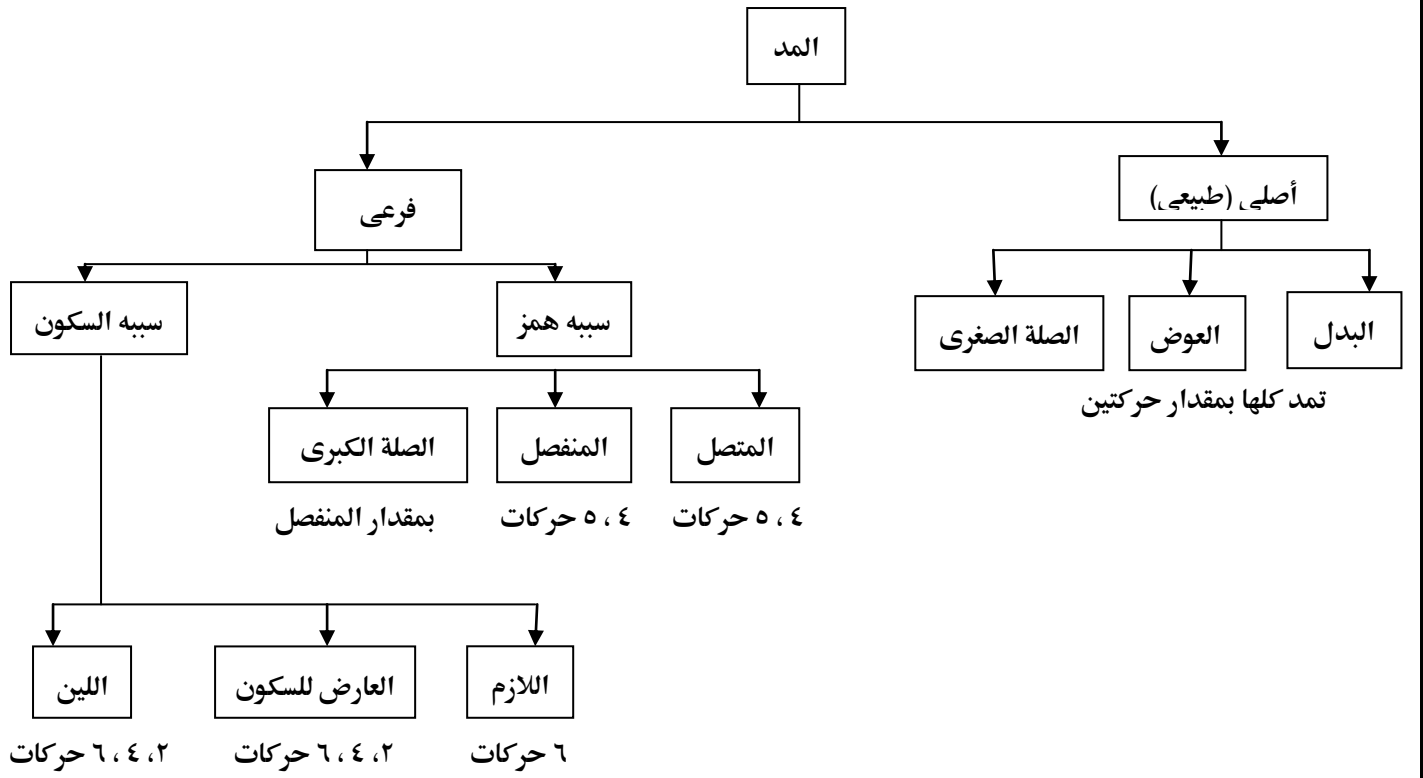 المد
أصلي (طبيعي)
فرعي
البدل
العوض
الصلة الصغرى
تمد كلها بمقدار حركتين
سببه همز
سببه السكون
المتصل
المنفصل
الصلة الكبرى
٤ ، ٥ حركات
٤ ، ٥ حركات
بمقدار المنفصل
اللازم
العارض للسكون
اللين
٦ حركات
٢، ٤ ، ٦ حركات
٢، ٤ ، ٦ حركات